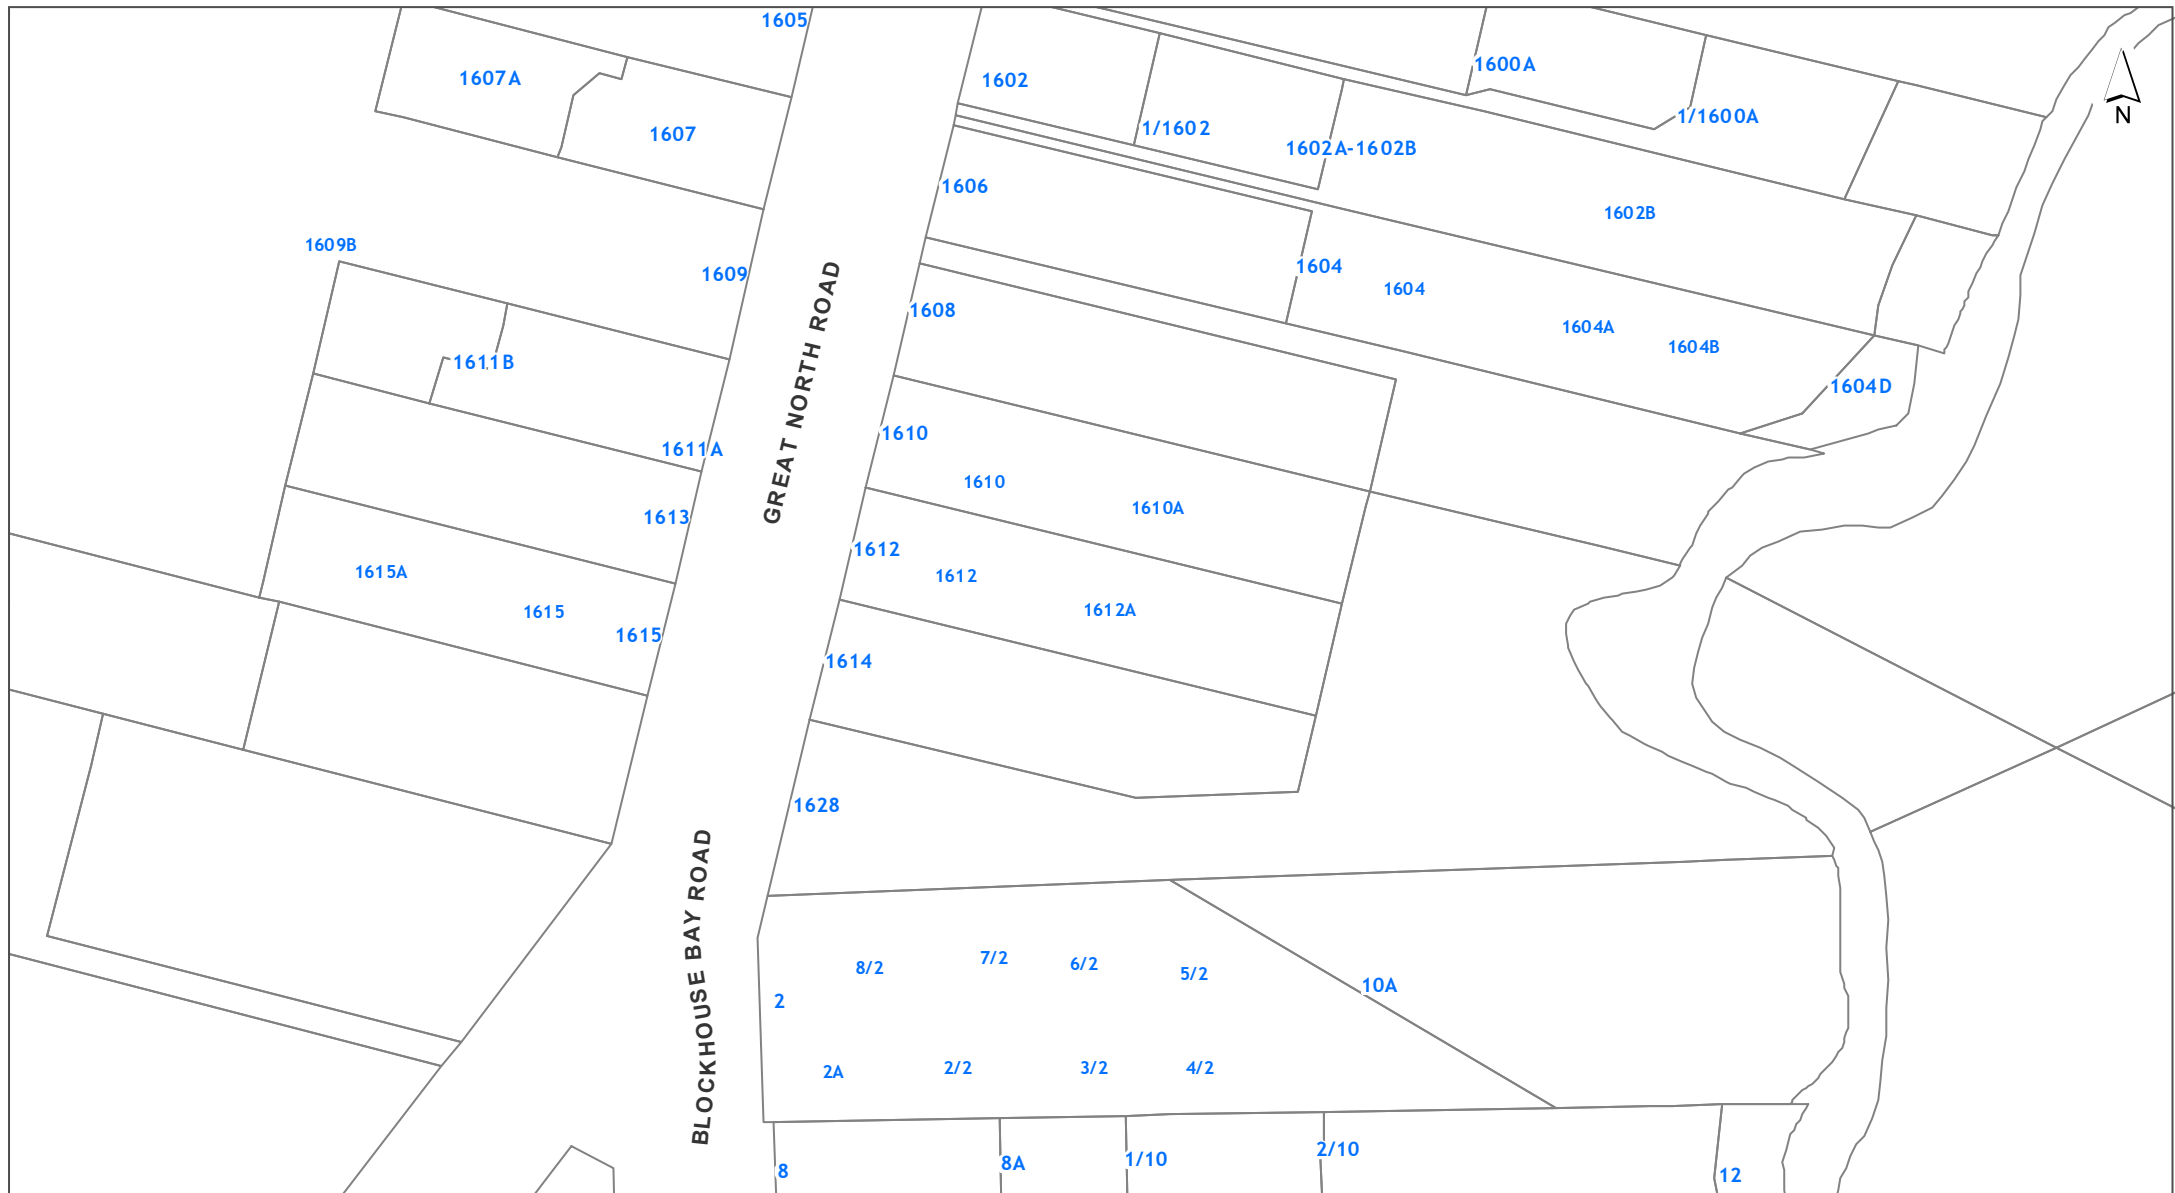 1605
1607A
1602
1600A
N
1/1600A
1/1602
1607
1602A-1602B
1606
1602B
1609B
1609
1604
1604
1608
1604A
1604B
1611B
1604D
GREAT NORTH ROAD
1610
1611A
1610
1610A
1613
1612
1615A
1612
1612A
1615
1615
1614
1628
BLOCKHOUSE BAY ROAD
7/2
6/2
8/2
5/2
10A
2
2A
2/2
3/2
4/2
2/10
1/10
8A
8
12